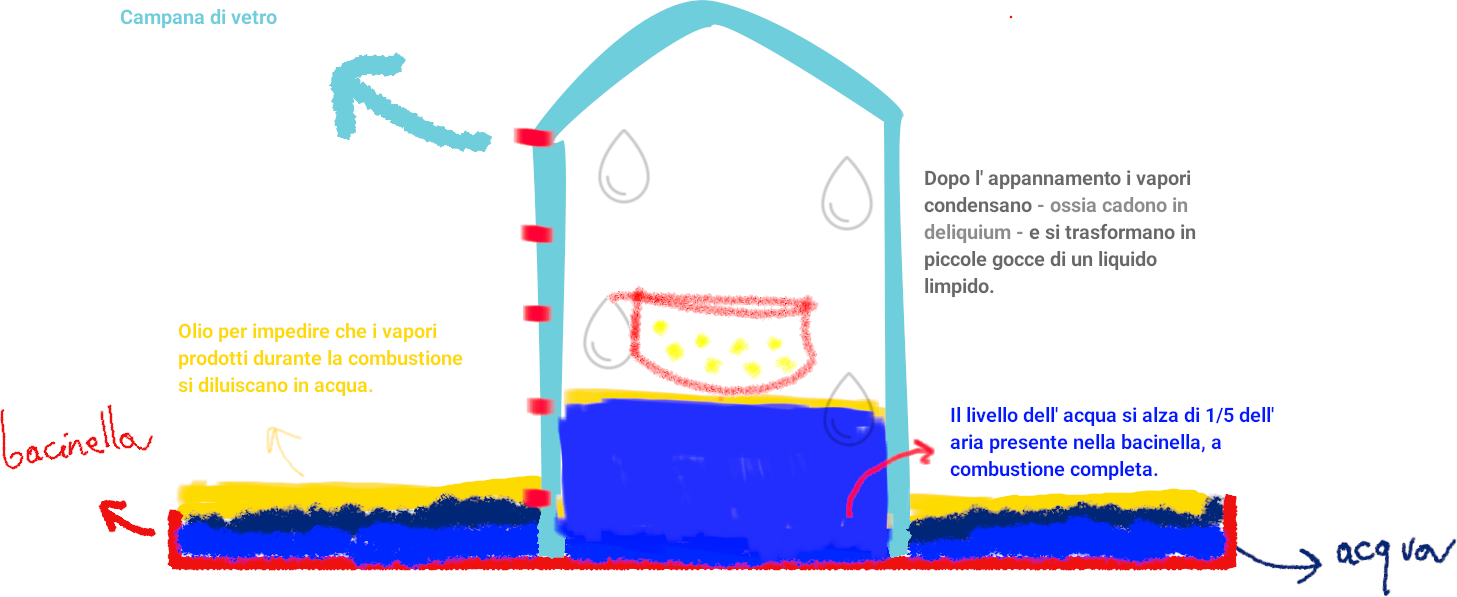 Campana di vetro
Dopo l' appannamento i vapori
condensano - ossia cadono in
deliquium - e si trasformano in
piccole gocce di un liquido
limpido.
Olio per impedire che i vapori
prodotti durante la combustione
si diluiscano in acqua.
bacinella
Il livello dell' acqua si alza di 1/5 dell'
aria presente nella bacinella, a
combustione completa.
acqua